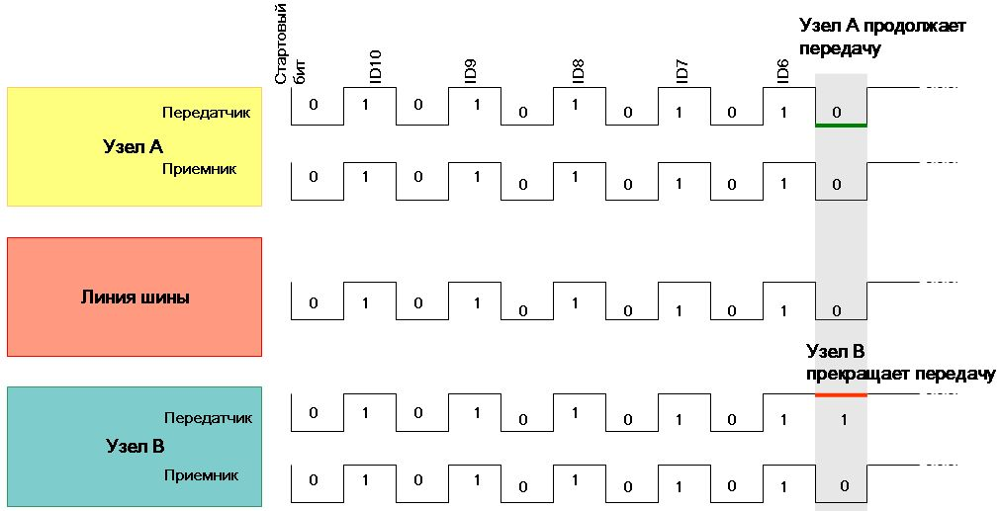 Узел А продолжает
передачу
Стартовый
бит
ID10
ID9
ID8
ID7
ID6
Передатчик
0 1 0 1 0 1 0 1 0 1 0
Узел А
Приемник
0 1 0 1 0 1 0 1 0 1 0
Линия шины
0 1 0 1 0 1 0 1 0 1 0
Узел В
прекращает передачу
Передатчик
0 1 0 1 0 1 0 1 0 1 1
Узел В
Приемник
0 1 0 1 0 1 0 1 0 1 0